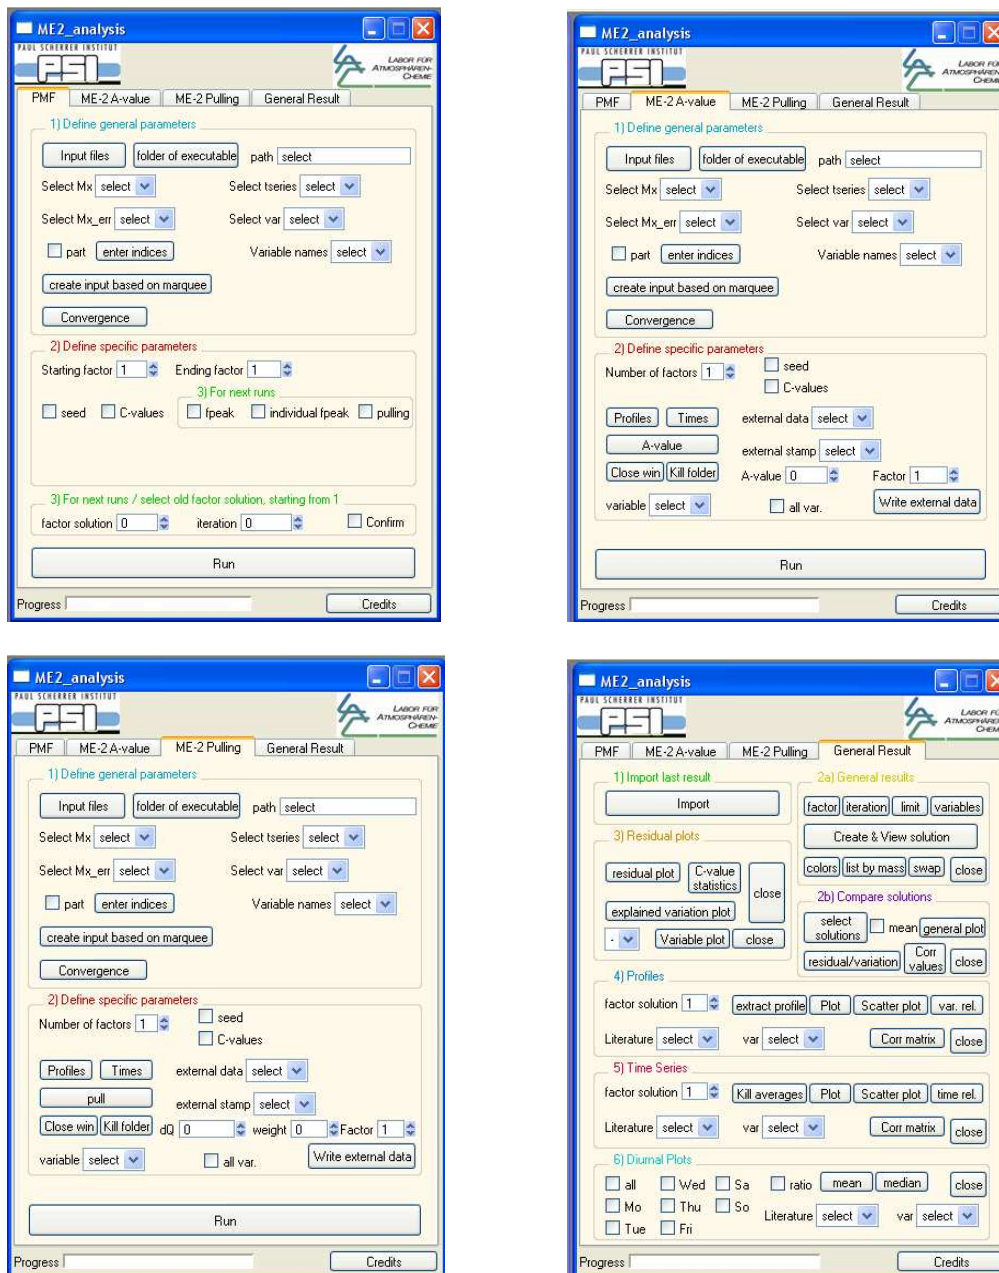 ME2_analysis
PAUL SCHERRER INSTITUT
PSI
LABOR FÜR
ATMOSPHÄREN-
CHEMIE
PMF ME-2 A-value ME-2 Pulling General Result
1) Define general parameters
Input files folder of executable path select
Select Mx select Select tseries select
Select Mx_err select Select var select
part enter indices Variable names select
create input based on marquee
Convergence
2) Define specific parameters
Starting factor 1 Ending factor 1
3) For next runs
seed C-values fpeak individual fpeak pulling
3) For next runs / select old factor solution, starting from 1
factor solution 0 iteration 0 Confirm
Run
Progress Credits
ME2_analysis
PAUL SCHERRER INSTITUT
PSI
LABOR FÜR
ATMOSPHÄREN-
CHEMIE
PMF ME-2 A-value ME-2 Pulling General Result
1) Define general parameters
Input files folder of executable path select
Select Mx select Select tseries select
Select Mx_err select Select var select
part enter indices Variable names select
create input based on marquee
Convergence
2) Define specific parameters
Number of factors 1 seed
C-values
Profiles Times external data select
A-value external stamp select
Close win Kill folder A-value 0 Factor 1
variable select all var. Write external data
Run
Progress Credits
ME2_analysis
PAUL SCHERRER INSTITUT
PSI
LABOR FÜR
ATMOSPHÄREN-
CHEMIE
PMF ME-2 A-value ME-2 Pulling General Result
1) Define general parameters
Input files folder of executable path select
Select Mx select Select tseries select
Select Mx_err select Select var select
part enter indices Variable names select
create input based on marquee
Convergence
2) Define specific parameters
Number of factors 1 seed
C-values
Profiles Times external data select
pull external stamp select
Close win Kill folder dQ 0 weight 0 Factor 1
variable select all var. Write external data
Run
Progress Credits
ME2_analysis
PAUL SCHERRER INSTITUT
PSI
LABOR FÜR
ATMOSPHÄREN-
CHEMIE
PMF ME-2 A-value ME-2 Pulling General Result
1) Import last result
Import
2a) General results
factor iteration limit variables
Create & View solution
colors list by mass swap close
3) Residual plots
residual plot C-value
statistics
close
explained variation plot
- Variable plot close
2b) Compare solutions
select
solutions mean general plot
residual/variation Corr
values close
4) Profiles
factor solution 1 extract profile Plot Scatter plot var. rel.
Literature select var select Corr matrix close
5) Time Series
factor solution 1 Kill averages Plot Scatter plot time rel.
Literature select var select Corr matrix close
6) Diurnal Plots
all Wed Sa ratio mean median close
Mo Thu So Literature select var select
Tue Fri
Progress Credits